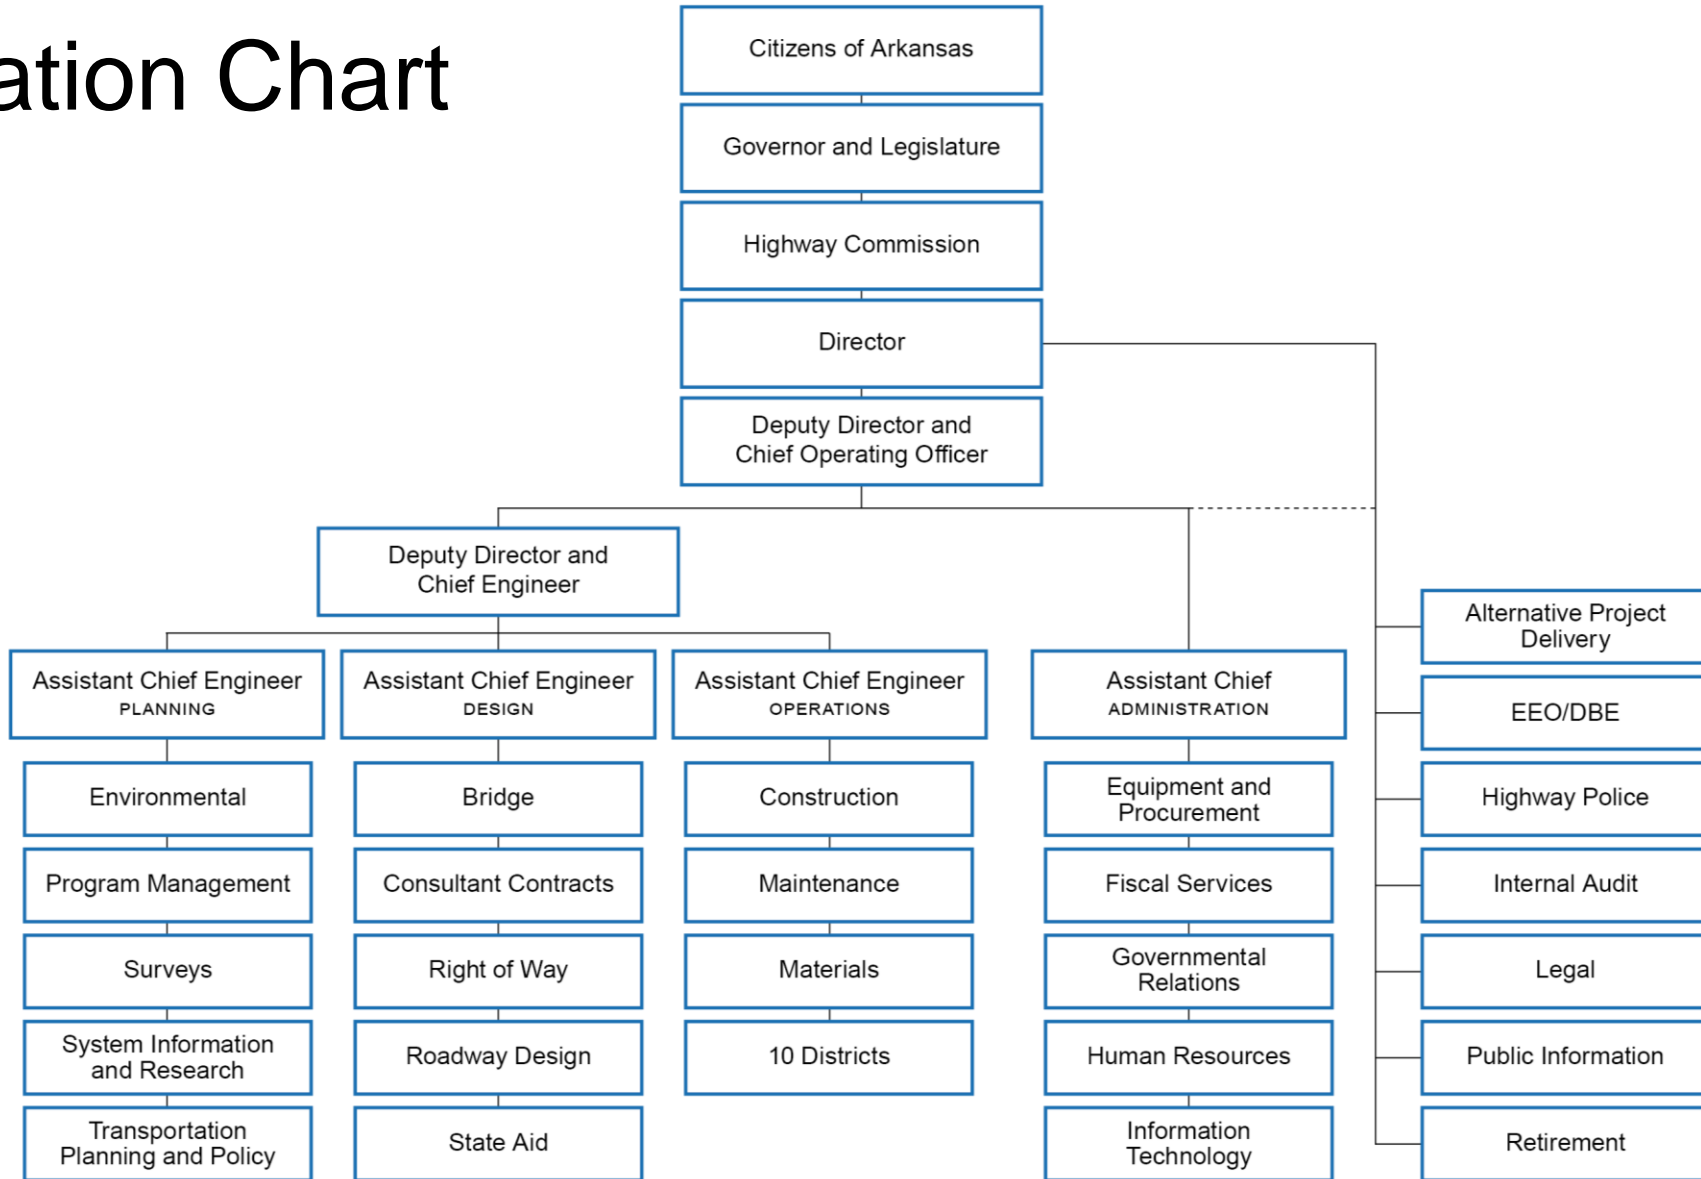 ation Chart
Citizens of Arkansas
Governor and Legislature
Highway Commission
Director
Deputy Director and
Chief Operating Officer
Deputy Director and
Chief Engineer
Assistant Chief Engineer
PLANNING
Environmental
Program Management
Surveys
System Information
and Research
Transportation
Planning and Policy
Assistant Chief Engineer
DESIGN
Bridge
Consultant Contracts
Right of Way
Roadway Design
State Aid
Assistant Chief Engineer
OPERATIONS
Construction
Maintenance
Materials
10 Districts
Assistant Chief
ADMINISTRATION
Equipment and
Procurement
Fiscal Services
Governmental
Relations
Human Resources
Information
Technology
Alternative Project
Delivery
EEO/DBE
Highway Police
Internal Audit
Legal
Public Information
Retirement